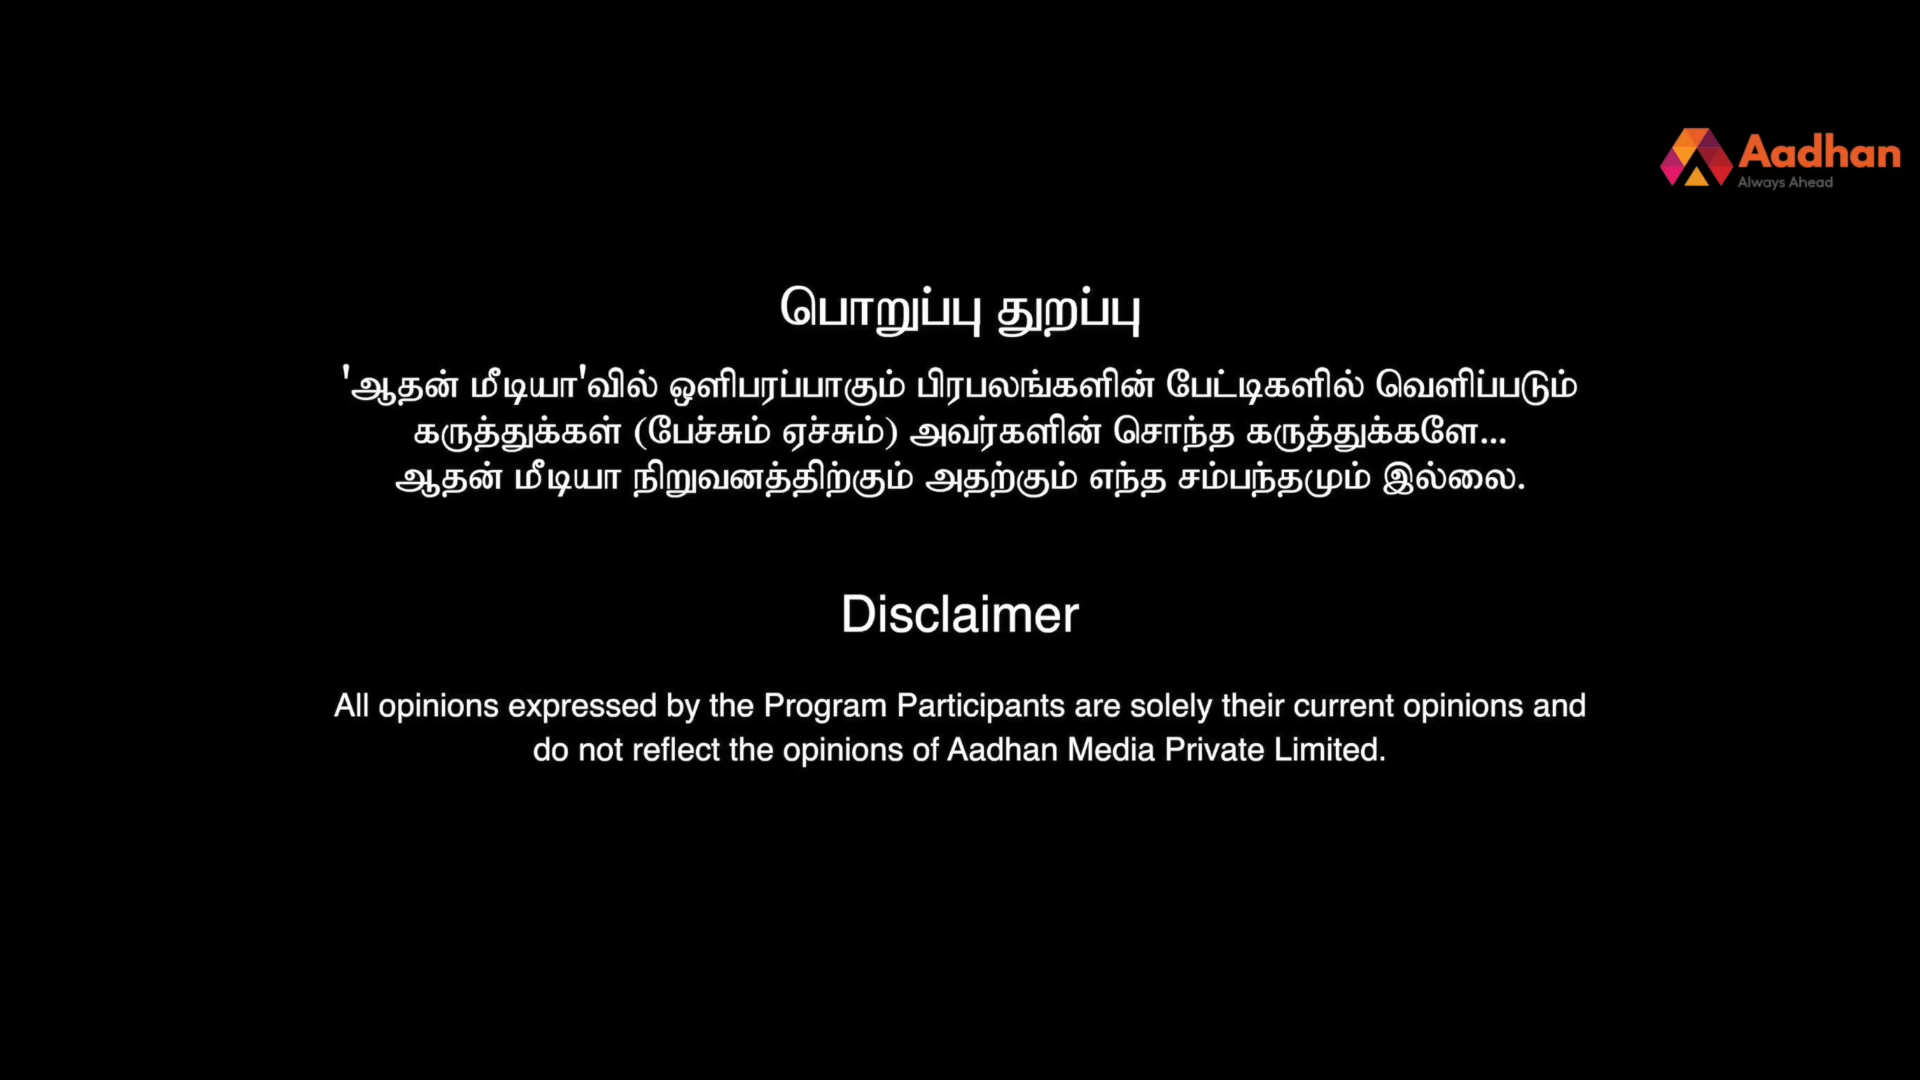 Aadhan
Always Ahead
பொறுப்பு துறப்பு
'ஆதன் மீடியா'வில் ஒளிபரப்பாகும் பிரபலங்களின் பேட்டிகளில் வெளிப்படும்
கருத்துக்கள் (பேச்சும் ஏச்சும்) அவர்களின் சொந்த கருத்துக்களே...
ஆதன் மீடியா நிறுவனத்திற்கும் அதற்கும் எந்த சம்பந்தமும் இல்லை.
Disclaimer
All opinions expressed by the Program Participants are solely their current opinions and
do not reflect the opinions of Aadhan Media Private Limited.